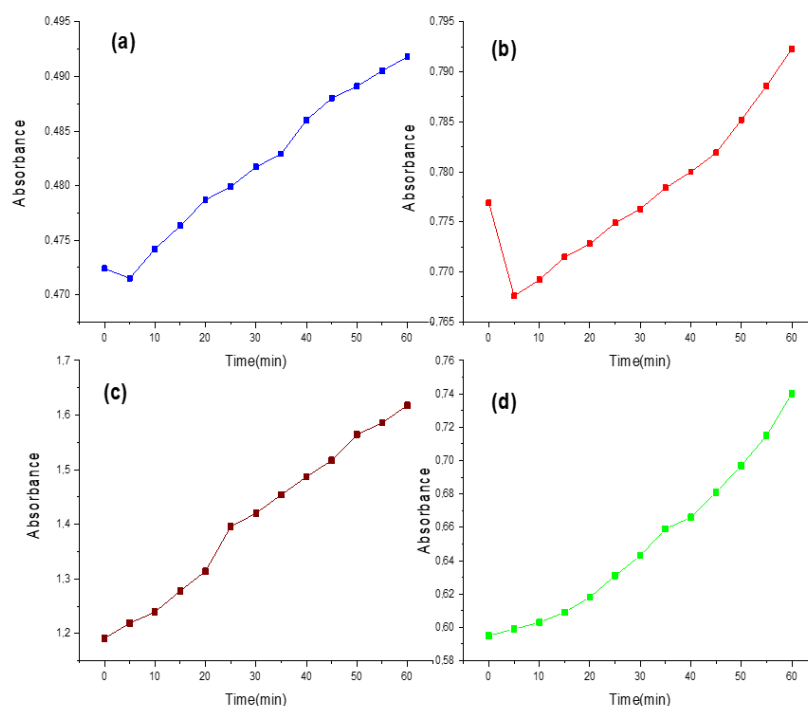 (a)
Absorbance
0.495
0.490
0.485
0.480
0.475
0.470
0 10 20 30 40 50 60
Time(min)
(b)
Absorbance
0.795
0.790
0.785
0.780
0.775
0.770
0.765
0 10 20 30 40 50 60
Time(min)
(c)
Absorbance
1,7
1,6
1,5
1,4
1,3
1,2
0 10 20 30 40 50 60
Time(min)
(d)
Absorbance
0.76
0.74
0.72
0.70
0.68
0.66
0.64
0.62
0.60
0.58
0 10 20 30 40 50 60
Time(min)